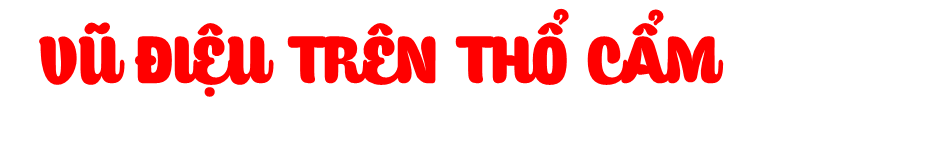 VŨ ĐIỆU TRÊN THỔ CẨM